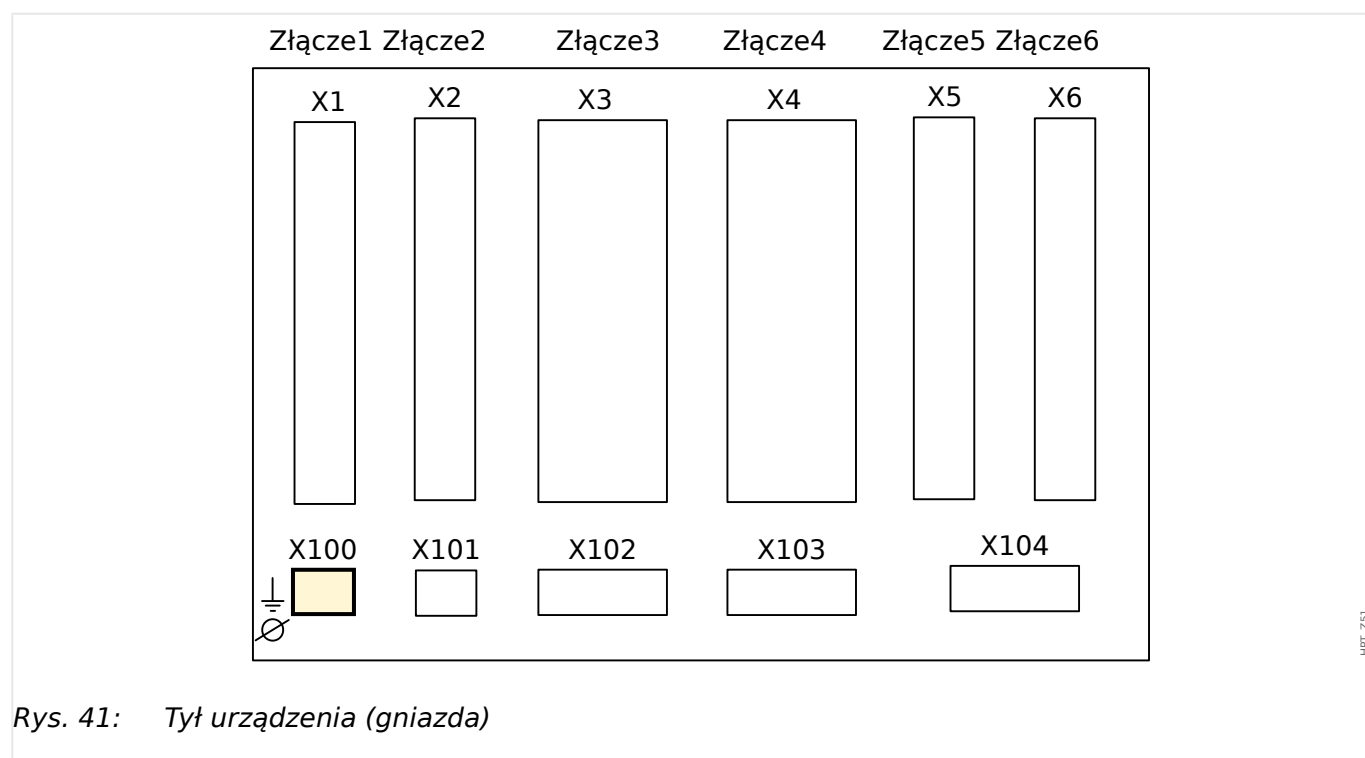 Złącze1 Złącze2 Złącze3 Złącze4 Złącze5 Złącze6
X1 X2 X3 X4 X5 X6
X100 X101 X102 X103 X104
Rys. 41: Tył urządzenia (gniazda)